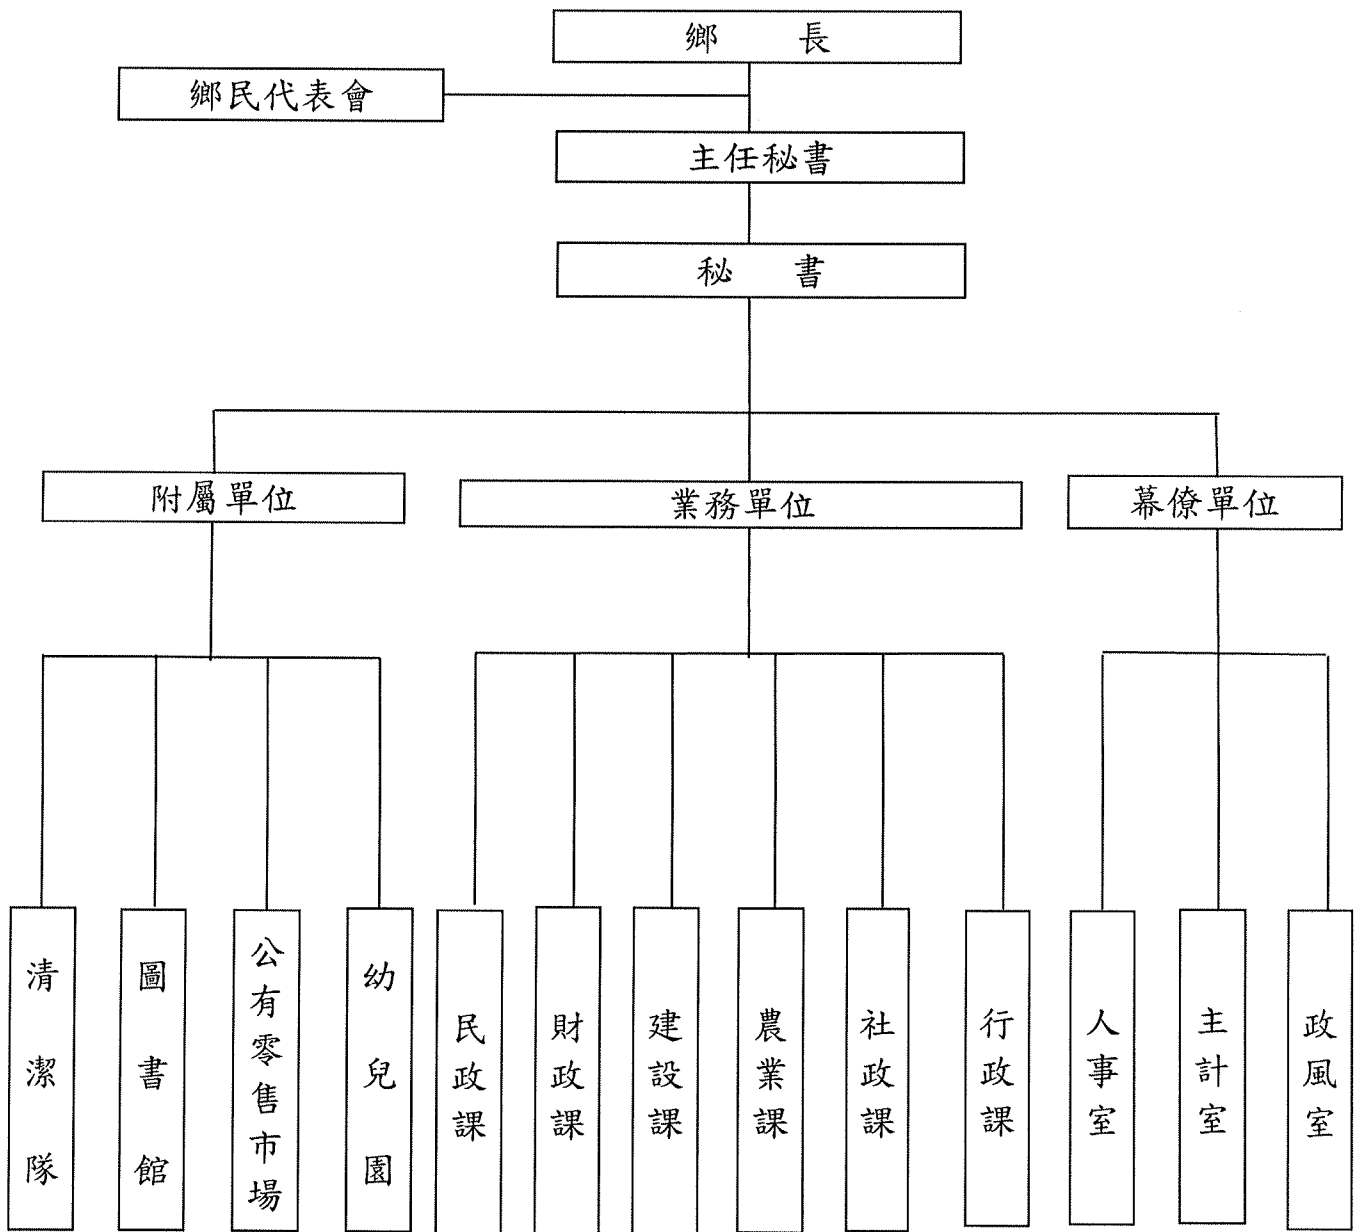 鄉 長
鄉民代表會
主任秘書
秘 書
附屬單位
業務單位
幕僚單位
清潔隊
圖書館
公有零售市場
幼兒園
民政課
財政課
建設課
農業課
社政課
行政課
人事室
主計室
政風室